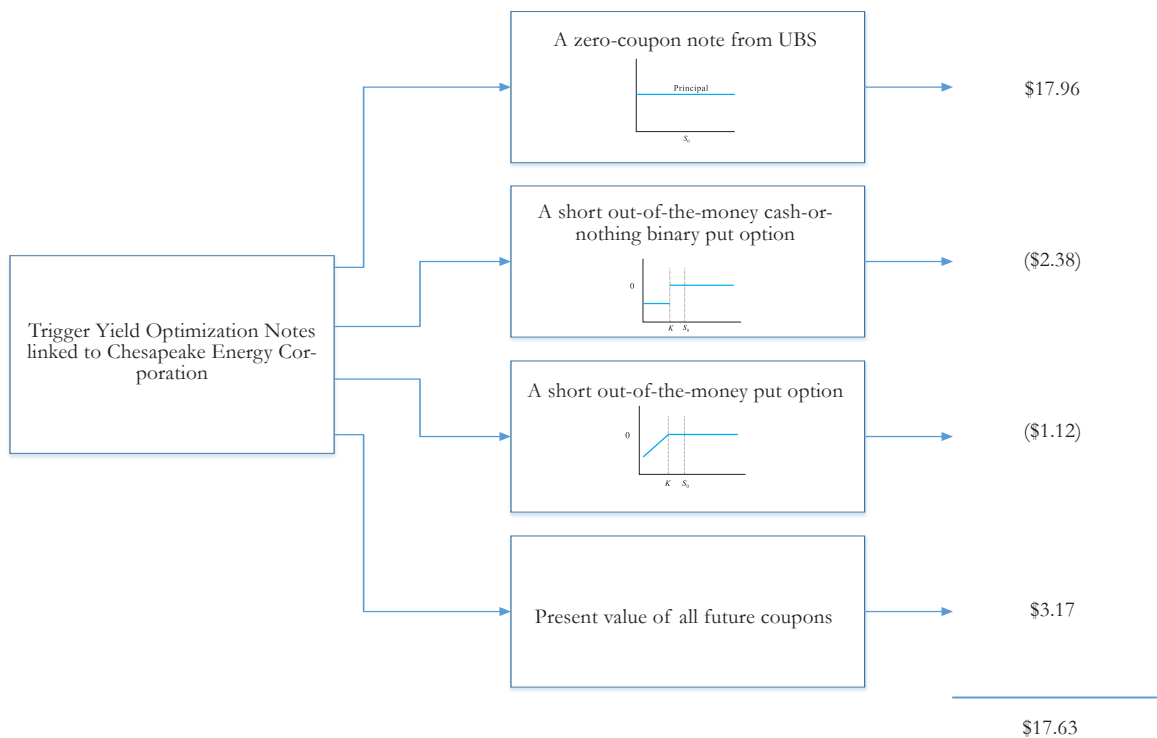 A zero-coupon note from UBS
Principal
S₀
$17.96
A short out-of-the-money cash-or-
nothing binary put option
0
K
S₀
($2.38)
Trigger Yield Optimization Notes
linked to Chesapeake Energy Cor-
poration
A short out-of-the-money put option
0
K
S₀
($1.12)
Present value of all future coupons
$3.17
$17.63